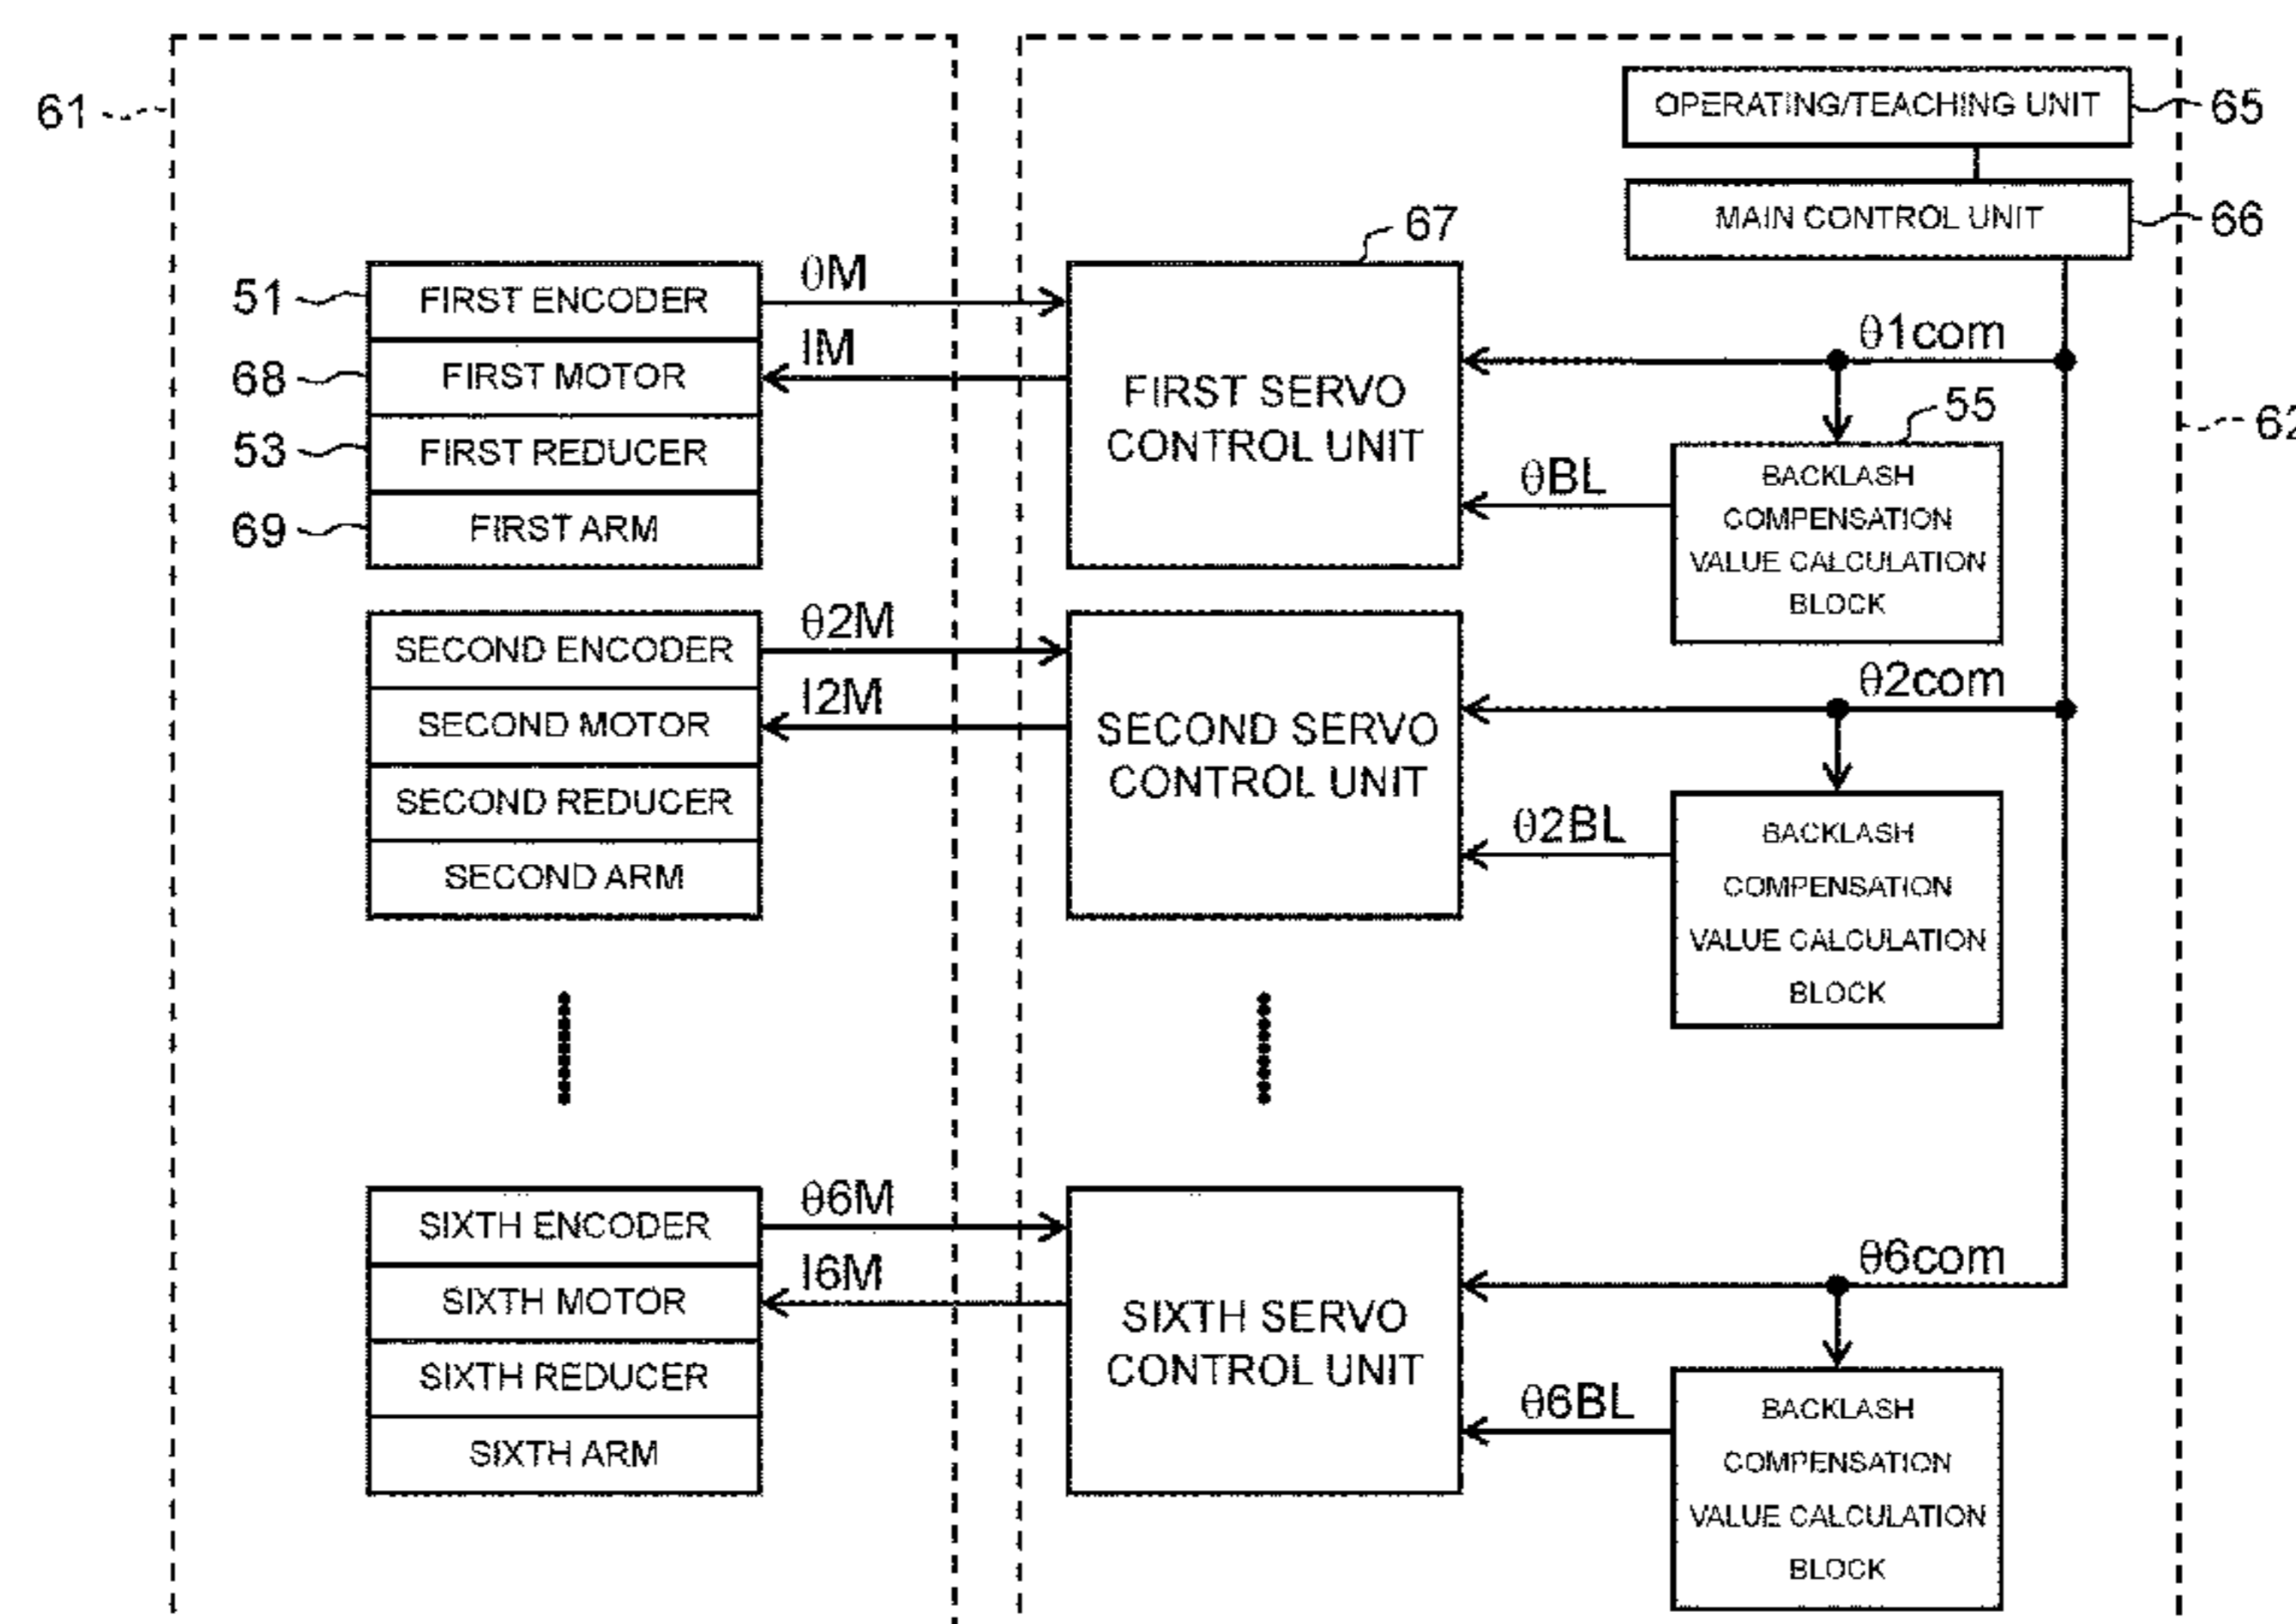 61
OPERATING/TEACHING UNIT
65
MAIN CONTROL UNIT
66
67
62
51
FIRST ENCODER
68
FIRST MOTOR
53
FIRST REDUCER
69
FIRST ARM
θM
IM
FIRST SERVO
CONTROL UNIT
θ1com
55
θBL
BACKLASH
COMPENSATION
VALUE CALCULATION
BLOCK
SECOND ENCODER
SECOND MOTOR
SECOND REDUCER
SECOND ARM
θ2M
I2M
SECOND SERVO
CONTROL UNIT
θ2com
θ2BL
BACKLASH
COMPENSATION
VALUE CALCULATION
BLOCK
SIXTH ENCODER
SIXTH MOTOR
SIXTH REDUCER
SIXTH ARM
θ6M
I6M
SIXTH SERVO
CONTROL UNIT
θ6com
θ6BL
BACKLASH
COMPENSATION
VALUE CALCULATION
BLOCK